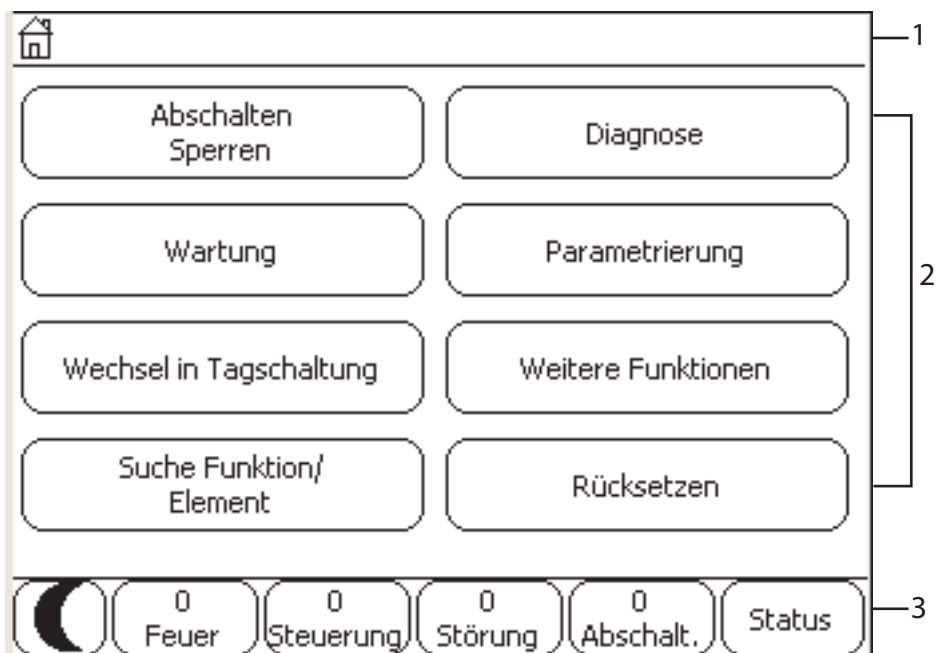 1
Abschalten
Sperren
Diagnose
Wartung
Parametrierung
2
Wechsel in Tagschaltung
Weitere Funktionen
Suche Funktion/
Element
Rücksetzen
0
Feuer
0
Steuerung
0
Störung
0
Abschalt.
Status
3